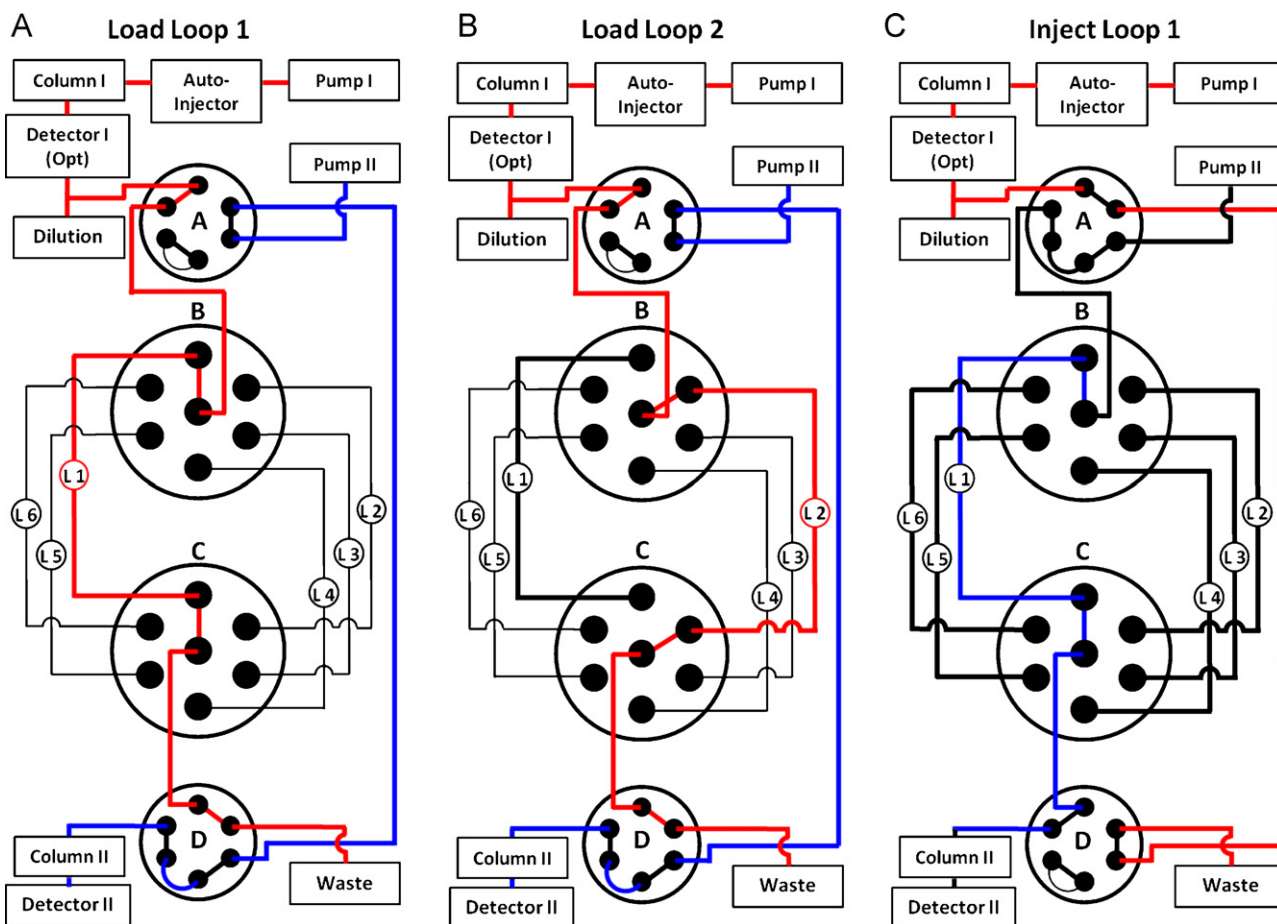 A Load Loop 1
Column I Auto-Injector Pump I
Detector I
(Opt)
Pump II
A
Dilution
B
L 1
L 6
L 2
L 5
L 3
C
L 4
D
Column II
Waste
Detector II
B Load Loop 2
Column I Auto-Injector Pump I
Detector I
(Opt)
Pump II
A
Dilution
B
L 1
L 6
L 2
L 5
L 3
C
L 4
D
Column II
Waste
Detector II
C Inject Loop 1
Column I Auto-Injector Pump I
Detector I
(Opt)
Pump II
A
Dilution
B
L 1
L 6
L 2
L 5
L 3
C
L 4
D
Column II
Waste
Detector II